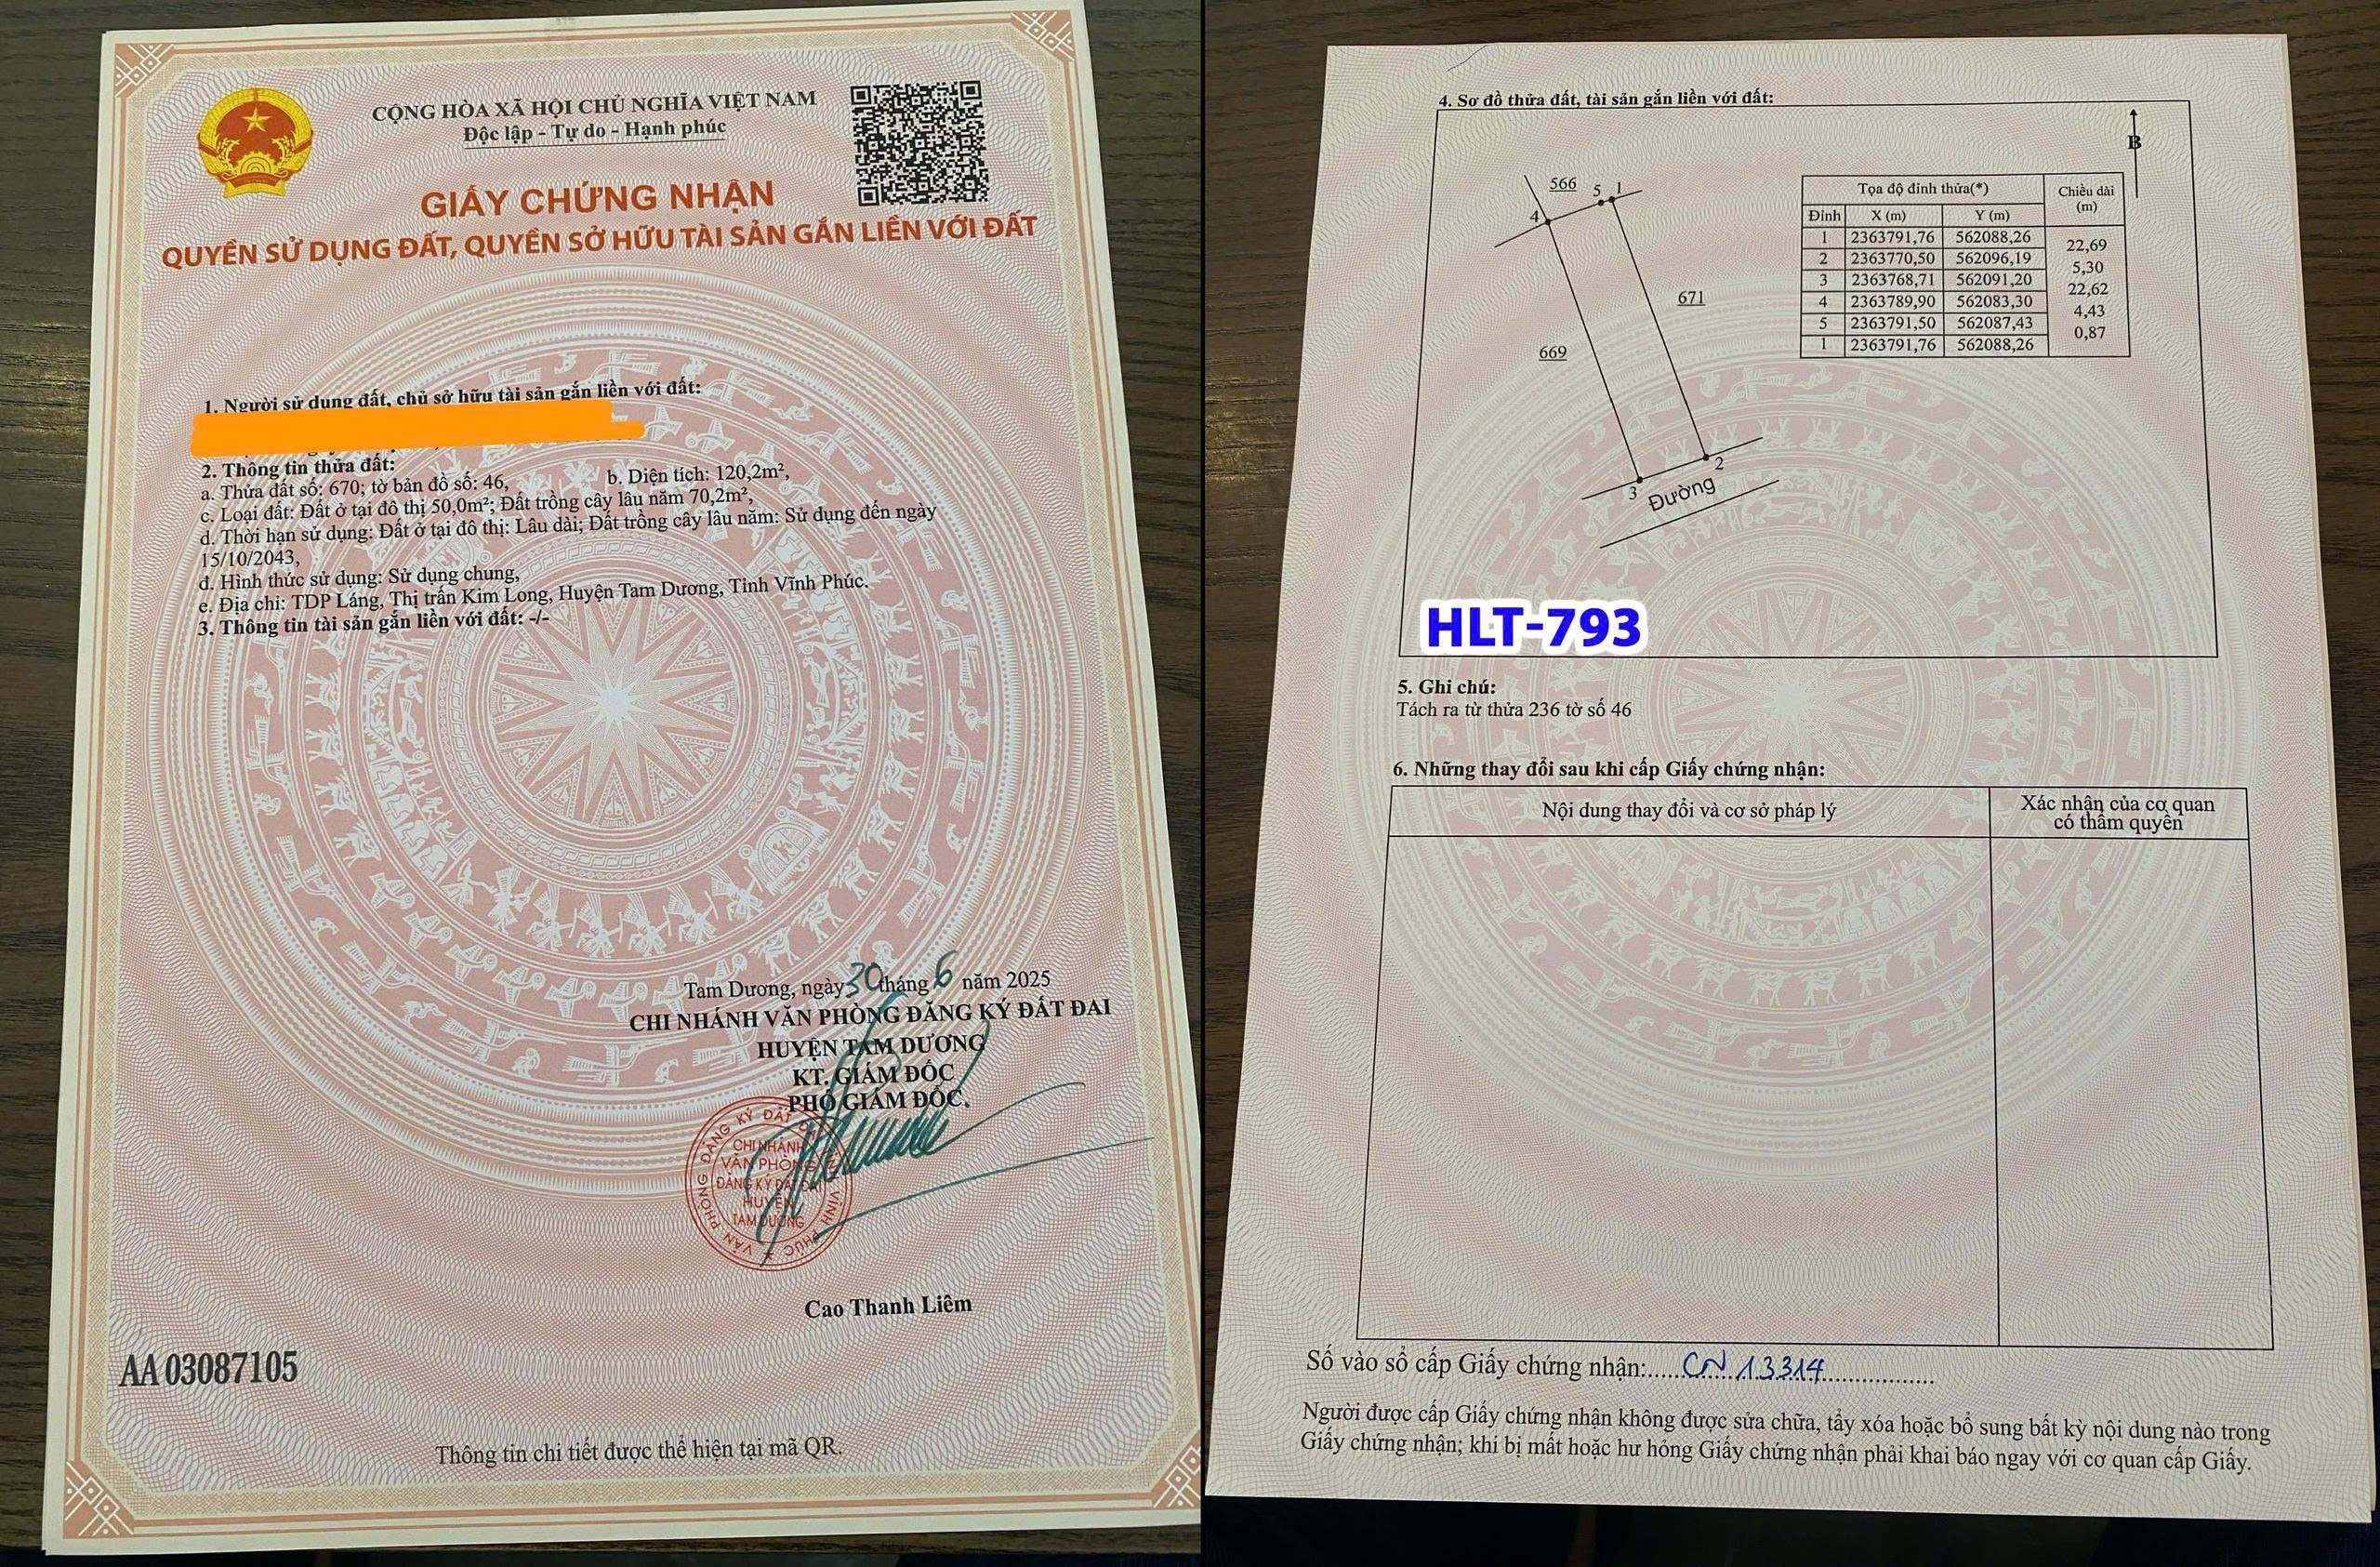 CỘNG HÒA XÃ HỘI CHỦ NGHĨA VIỆT NAM
Độc lập - Tự do - Hạnh phúc
GIẤY CHỨNG NHẬN
QUYỀN SỬ DỤNG ĐẤT, QUYỀN SỞ HỮU TÀI SẢN GẮN LIỀN VỚI ĐẤT
1. Người sử dụng đất, chủ sở hữu tài sản gắn liền với đất:
2. Thông tin thửa đất:
a. Thửa đất số: 670; tờ bản đồ số: 46, b. Diện tích: 120,2m²,
c. Loại đất: Đất ở tại đô thị 50,0m²; Đất trồng cây lâu năm 70,2m²,
d. Thời hạn sử dụng: Đất ở tại đô thị: Lâu dài; Đất trồng cây lâu năm: Sử dụng đến ngày
15/10/2043,
đ. Hình thức sử dụng: Sử dụng chung,
e. Địa chỉ: TDP Láng, Thị trấn Kim Long, Huyện Tam Dương, Tỉnh Vĩnh Phúc.
3. Thông tin tài sản gắn liền với đất: -/-
Tam Dương, ngày 30 tháng 6 năm 2025
CHI NHÁNH VĂN PHÒNG ĐĂNG KÝ ĐẤT ĐAI
HUYỆN TAM DƯƠNG
KT. GIÁM ĐỐC
PHÓ GIÁM ĐỐC
CHI NHÁNH
VĂN PHÒNG
ĐĂNG KÝ ĐẤT ĐAI
HUYỆN
TAM DƯƠNG
Cao Thanh Liêm
AA 03087105
Thông tin chi tiết được thể hiện tại mã QR.
4. Sơ đồ thửa đất, tài sản gắn liền với đất:
B
566 5 1
4
671
669
2
3
Đường
Tọa độ đỉnh thửa(*) Chiều dài (m)
Đỉnh X (m) Y (m)
1 2363791,76 562088,26
22,69
2 2363770,50 562096,19
5,30
3 2363768,71 562091,20
22,62
4 2363789,90 562083,30
4,43
5 2363791,50 562087,43
0,87
1 2363791,76 562088,26
HLT-793
5. Ghi chú:
Tách ra từ thửa 236 tờ số 46
6. Những thay đổi sau khi cấp Giấy chứng nhận:
Nội dung thay đổi và cơ sở pháp lý Xác nhận của cơ quan
có thẩm quyền
Số vào sổ cấp Giấy chứng nhận:......CN 13314..................
Người được cấp Giấy chứng nhận không được sửa chữa, tẩy xóa hoặc bổ sung bất kỳ nội dung nào trong
Giấy chứng nhận; khi bị mất hoặc hư hỏng Giấy chứng nhận phải khai báo ngay với cơ quan cấp Giấy.